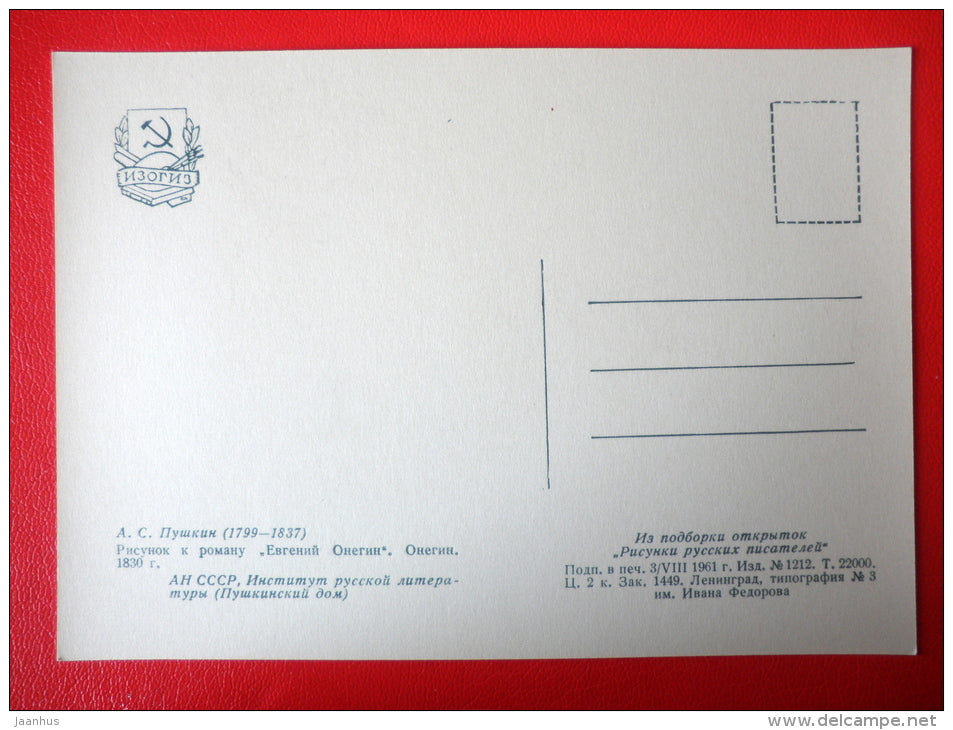 ИЗОГИЗ
А. С. Пушкин (1799—1837)
Рисунок к роману „Евгений Онегин“. Онегин.
1830 г.
АН СССР, Институт русской литера-
туры (Пушкинский дом)
Из подборки открыток
„Рисунки русских писателей“
Подп. в печ. 3/VIII 1961 г. Изд. № 1212. Т. 22000.
Ц. 2 к. Зак. 1449. Ленинград, типография № 3
им. Ивана Федорова
Jaanhus
delcampe.net